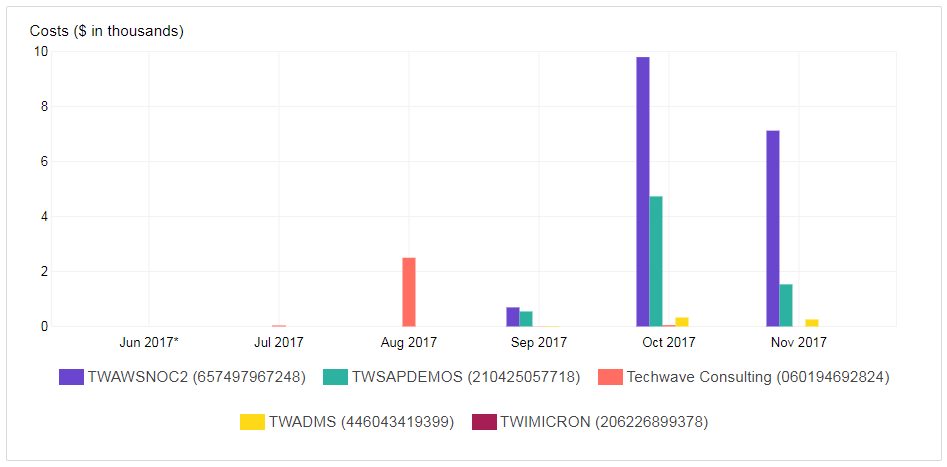 Costs ($ in thousands)
10
8
6
4
2
0
Jun 2017* Jul 2017 Aug 2017 Sep 2017 Oct 2017 Nov 2017
TWAWSNOC2 (657497967248) TWSAPDEMOS (210425057718) Techwave Consulting (060194692824)
TWADMS (446043419399) TWIMICRON (206226899378)